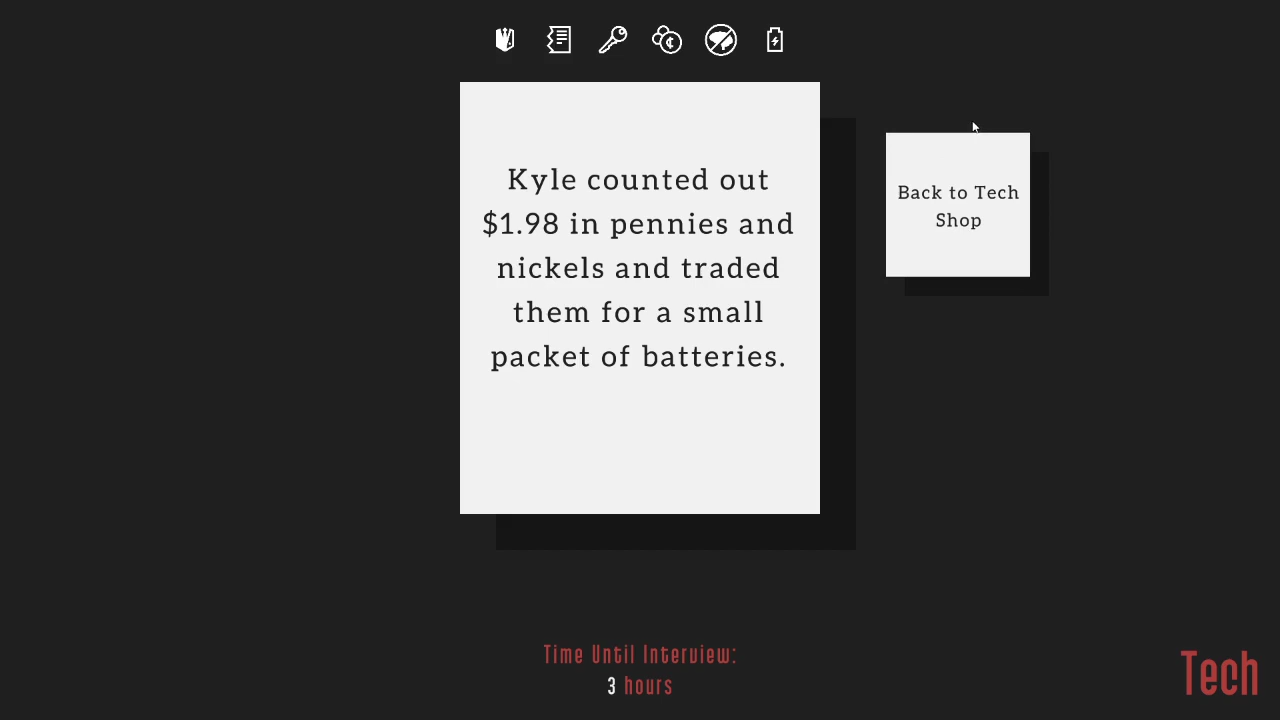 Kyle counted out
$1.98 in pennies and
nickels and traded
them for a small
packet of batteries.
Back to Tech
Shop
Time Until Interview:
3 hours
Tech